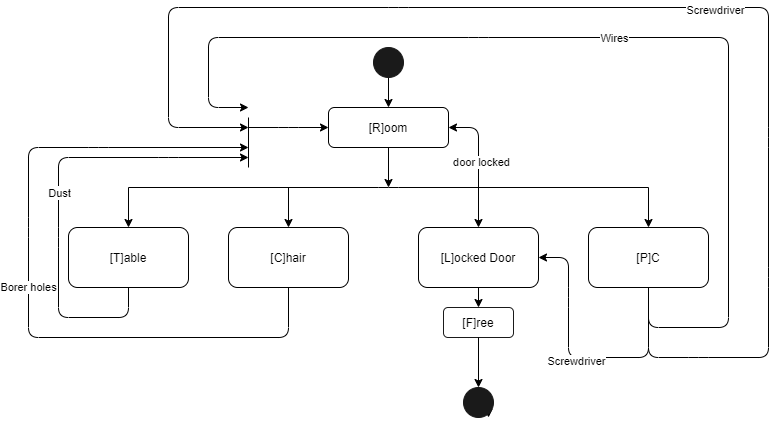 Screwdriver
Wires
[R]oom
door locked
Dust
[T]able
[C]hair
[L]ocked Door
[P]C
Borer holes
[F]ree
Screwdriver